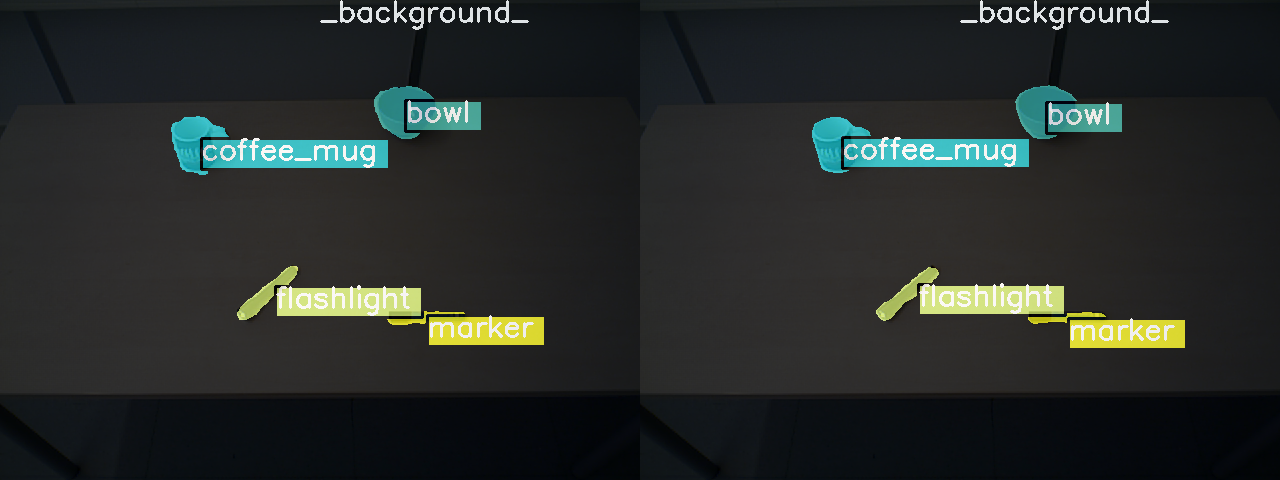 _background_
_background_
bowl
bowl
coffee_mug
coffee_mug
flashlight
flashlight
marker
marker